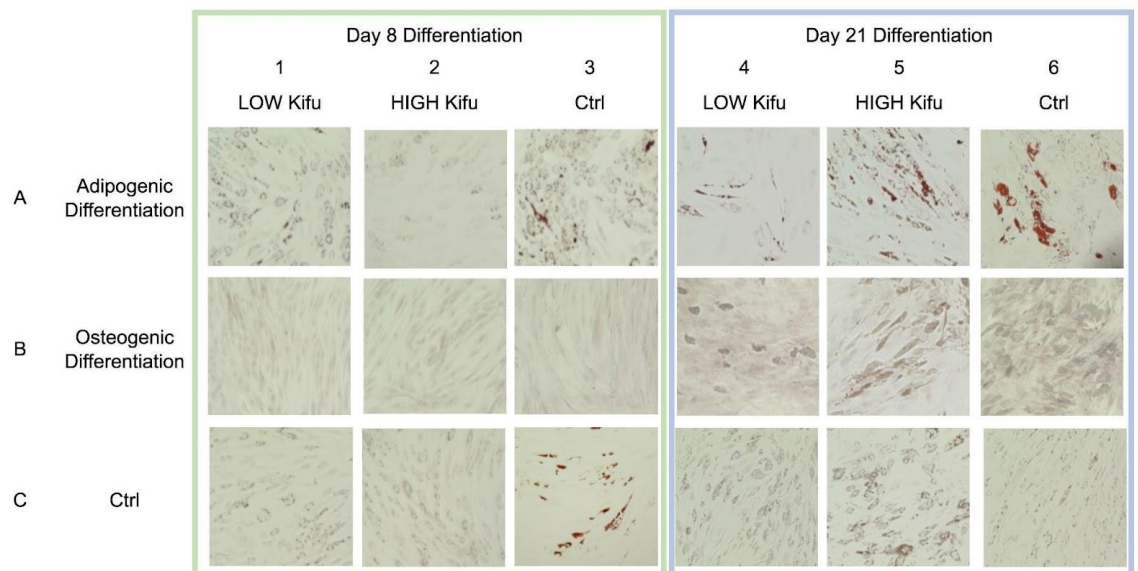 Day 8 Differentiation
Day 21 Differentiation
1 2 3 4 5 6
LOW Kifu HIGH Kifu Ctrl LOW Kifu HIGH Kifu Ctrl
A
Adipogenic
Differentiation
B
Osteogenic
Differentiation
C
Ctrl